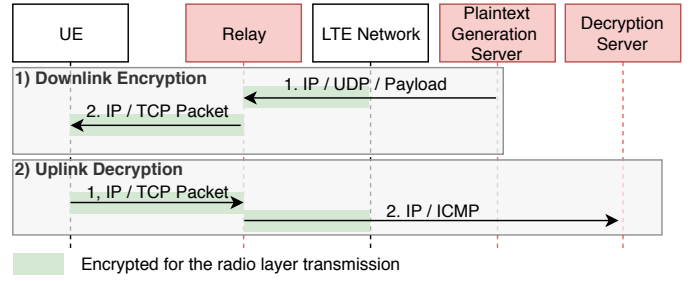 UE
Relay
LTE Network
Plaintext
Generation
Server
Decryption
Server
1) Downlink Encryption
1. IP / UDP / Payload
2. IP / TCP Packet
2) Uplink Decryption
1, IP / TCP Packet
2. IP / ICMP
Encrypted for the radio layer transmission